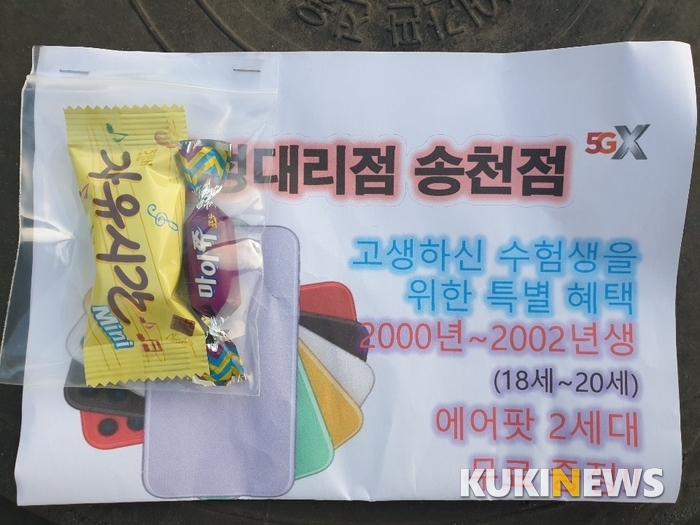 5GX
대리점 송천점
고생하신 수험생을
위한 특별 혜택
2000년~2002년생
(18세~20세)
에어팟 2세대
자유시간
Mini
마이쮸
KUKINEWS